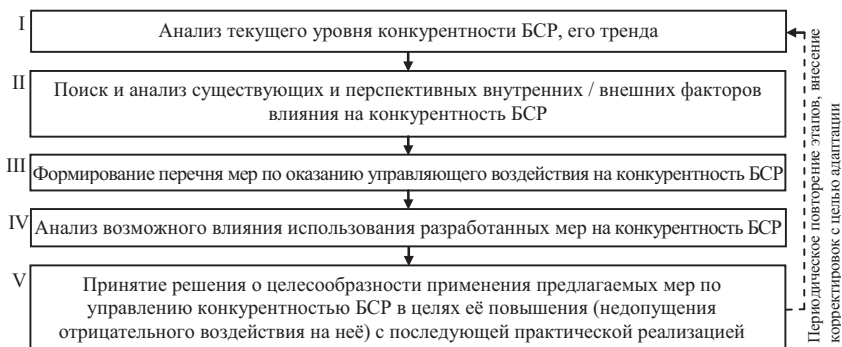 I
Анализ текущего уровня конкурентности БСР, его тренда
II
Поиск и анализ существующих и перспективных внутренних / внешних факторов
влияния на конкурентность БСР
III
Формирование перечня мер по оказанию управляющего воздействия на конкурентность БСР
IV
Анализ возможного влияния использования разработанных мер на конкурентность БСР
V
Принятие решения о целесообразности применения предлагаемых мер по
управлению конкурентностью БСР в целях её повышения (недопущения
отрицательного воздействия на неё) с последующей практической реализацией
Периодическое повторение этапов, внесение
корректировок с целью адаптации